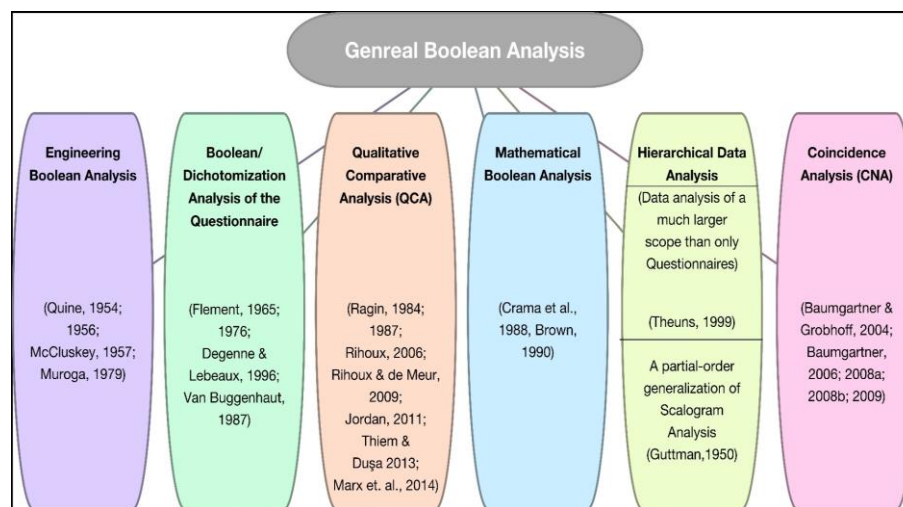 Genreal Boolean Analysis
Engineering
Boolean Analysis
(Quine, 1954;
1956;
McCluskey, 1957;
Muroga, 1979)
Boolean/
Dichotomization
Analysis of the
Questionnaire
(Flement, 1965;
1976;
Degenne &
Lebeaux, 1996;
Van Buggenhaut,
1987)
Qualitative
Comparative
Analysis (QCA)
(Ragin, 1984;
1987;
Rihoux, 2006;
Rihoux & de Meur,
2009;
Jordan, 2011;
Thiem &
Duşa 2013;
Marx et. al., 2014)
Mathematical
Boolean Analysis
(Crama et al.,
1988, Brown,
1990)
Hierarchical Data
Analysis
(Data analysis of a
much larger
scope than only
Questionnaires)
(Theuns, 1999)
A partial-order
generalization of
Scalogram
Analysis
(Guttman,1950)
Coincidence
Analysis (CNA)
(Baumgartner &
Grobhoff, 2004;
Baumgartner,
2006; 2008a;
2008b; 2009)